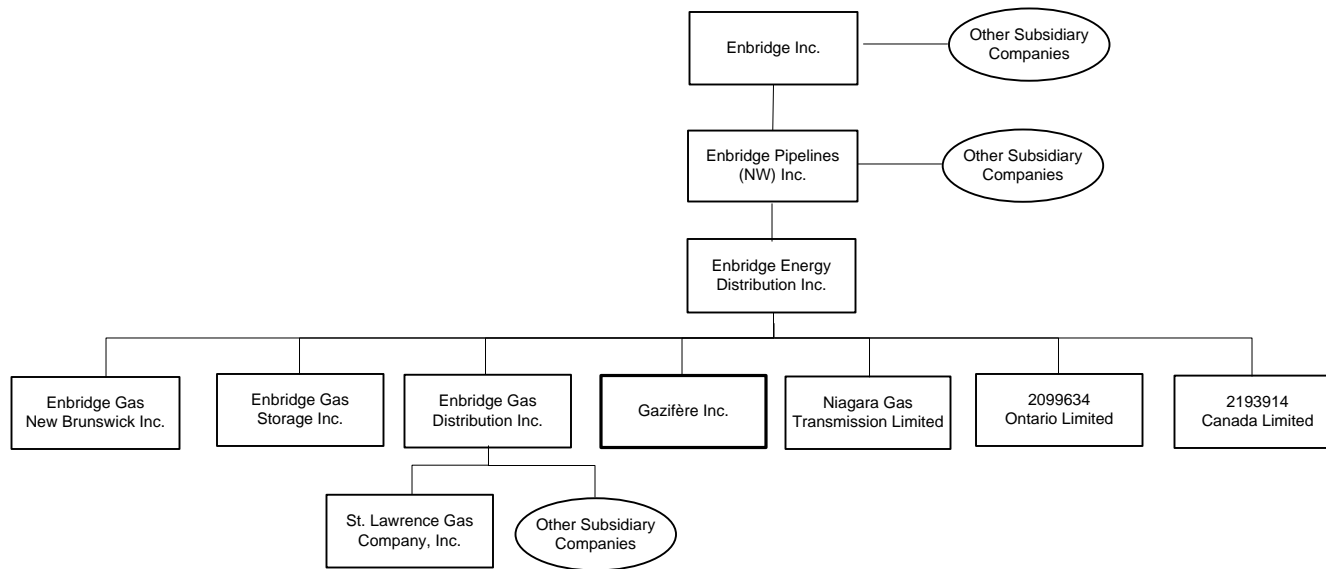 Enbridge Inc.
Other Subsidiary
Companies
Enbridge Pipelines
(NW) Inc.
Other Subsidiary
Companies
Enbridge Energy
Distribution Inc.
Enbridge Gas
New Brunswick Inc.
Enbridge Gas
Storage Inc.
Enbridge Gas
Distribution Inc.
Gazifère Inc.
Niagara Gas
Transmission Limited
2099634
Ontario Limited
2193914
Canada Limited
St. Lawrence Gas
Company, Inc.
Other Subsidiary
Companies